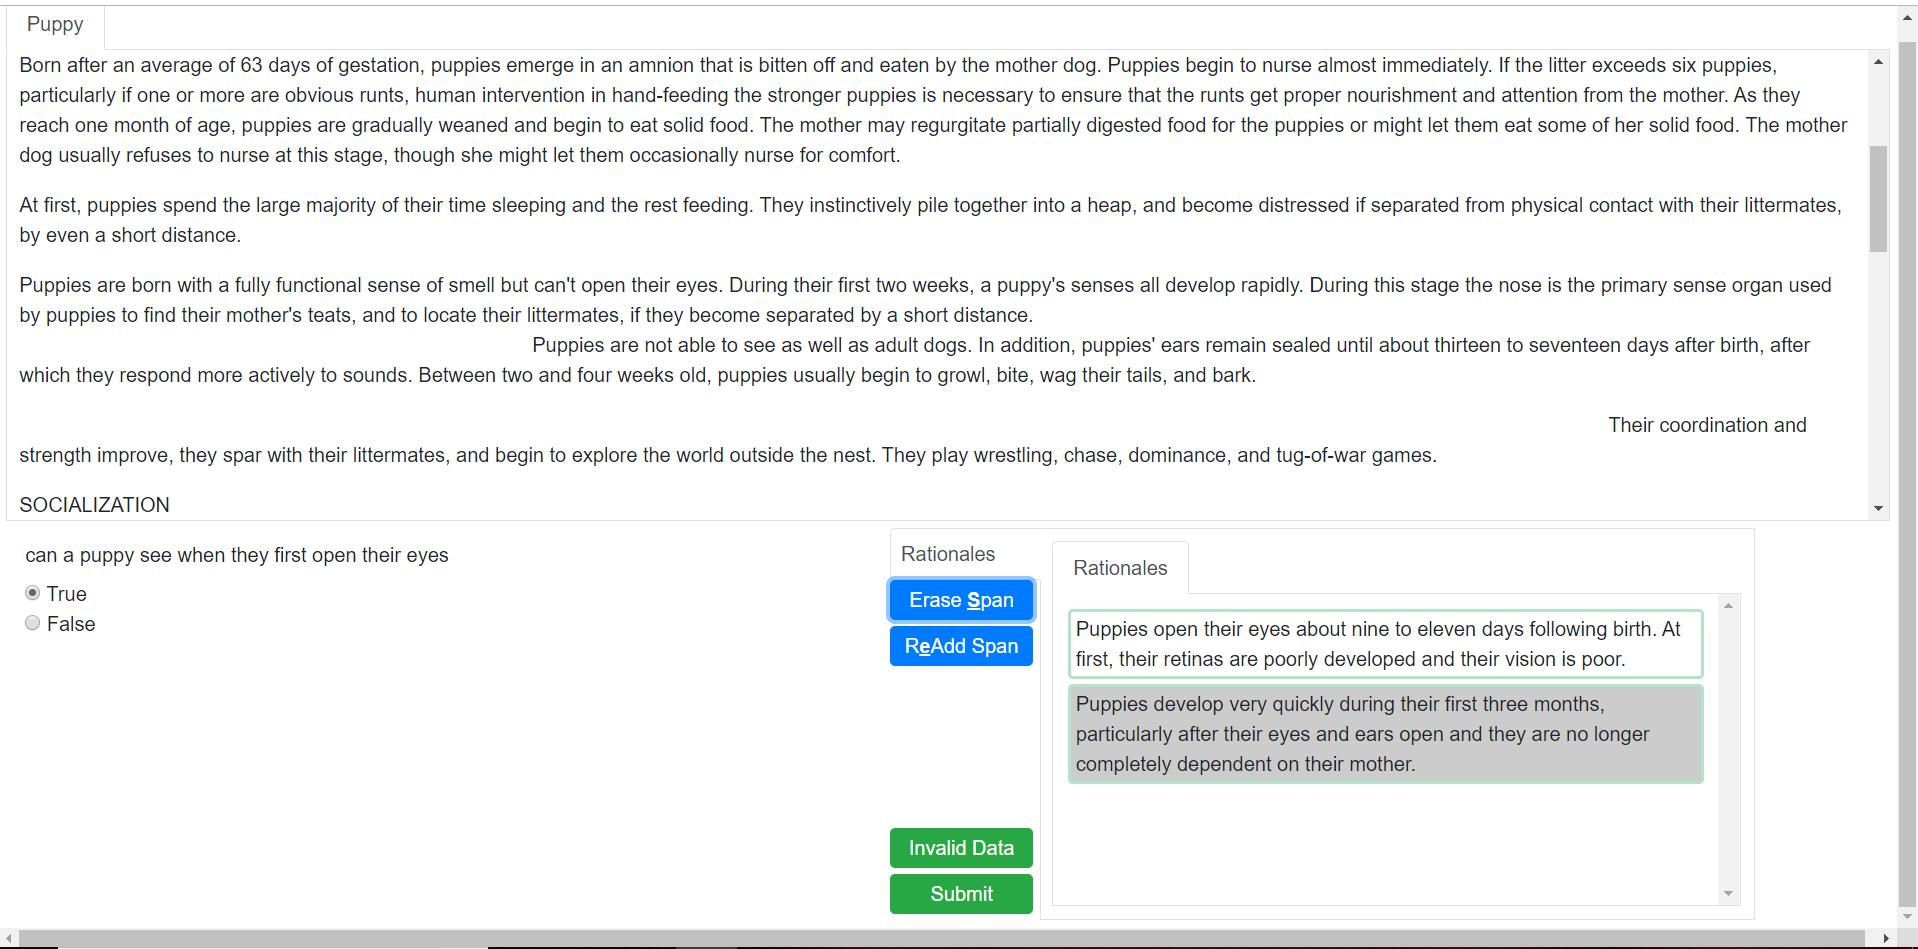 Puppy
Born after an average of 63 days of gestation, puppies emerge in an amnion that is bitten off and eaten by the mother dog. Puppies begin to nurse almost immediately. If the litter exceeds six puppies,
particularly if one or more are obvious runts, human intervention in hand-feeding the stronger puppies is necessary to ensure that the runts get proper nourishment and attention from the mother. As they
reach one month of age, puppies are gradually weaned and begin to eat solid food. The mother may regurgitate partially digested food for the puppies or might let them eat some of her solid food. The mother
dog usually refuses to nurse at this stage, though she might let them occasionally nurse for comfort.
At first, puppies spend the large majority of their time sleeping and the rest feeding. They instinctively pile together into a heap, and become distressed if separated from physical contact with their littermates,
by even a short distance.
Puppies are born with a fully functional sense of smell but can't open their eyes. During their first two weeks, a puppy's senses all develop rapidly. During this stage the nose is the primary sense organ used
by puppies to find their mother's teats, and to locate their littermates, if they become separated by a short distance.
Puppies are not able to see as well as adult dogs. In addition, puppies' ears remain sealed until about thirteen to seventeen days after birth, after
which they respond more actively to sounds. Between two and four weeks old, puppies usually begin to growl, bite, wag their tails, and bark.
Their coordination and
strength improve, they spar with their littermates, and begin to explore the world outside the nest. They play wrestling, chase, dominance, and tug-of-war games.
SOCIALIZATION
can a puppy see when they first open their eyes
True
False
Rationales
Erase Span
ReAdd Span
Invalid Data
Submit
Rationales
Puppies open their eyes about nine to eleven days following birth. At
first, their retinas are poorly developed and their vision is poor.
Puppies develop very quickly during their first three months,
particularly after their eyes and ears open and they are no longer
completely dependent on their mother.